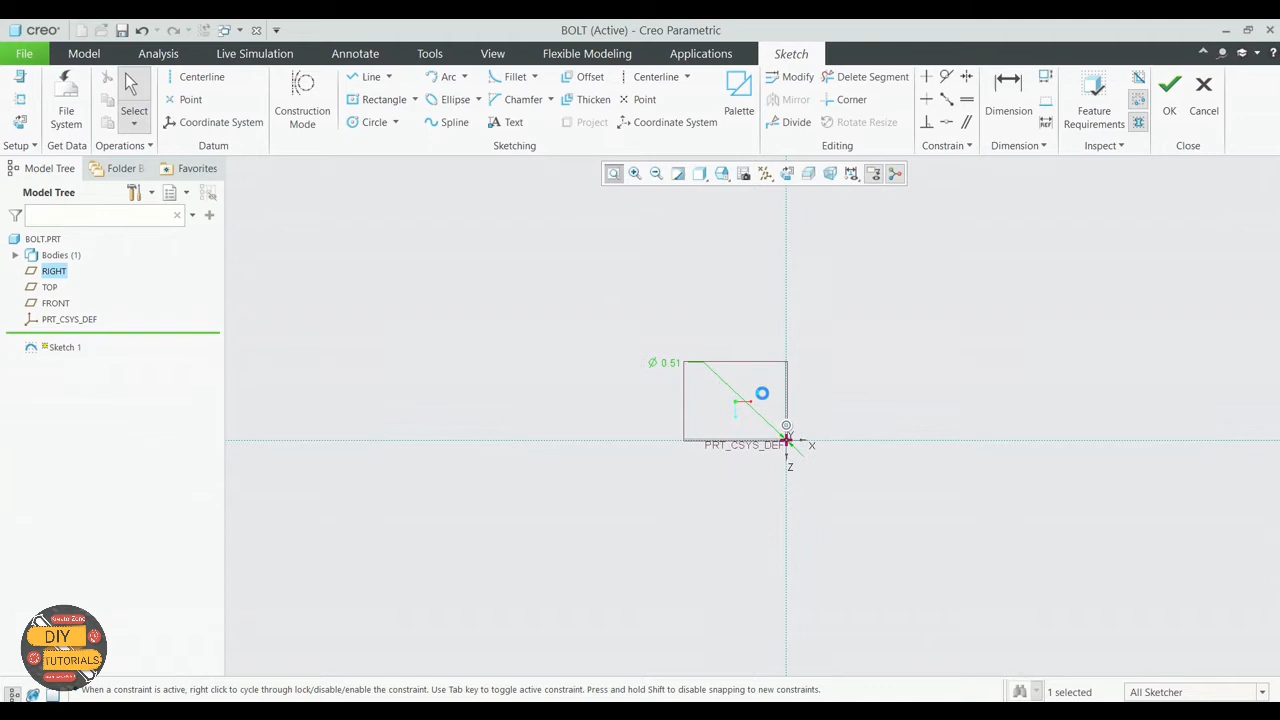 creo
BOLT (Active) - Creo Parametric
File Model Analysis Live Simulation Annotate Tools View Flexible Modeling Applications Sketch
File System
Select
Centerline
Point
Coordinate System
Construction Mode
Line Arc Fillet Offset Centerline
Rectangle Ellipse Chamfer Thicken Point
Circle Spline Text Project Coordinate System
Palette
Modify Delete Segment
Mirror Corner
Divide Rotate Resize
Dimension
Feature Requirements
OK
Cancel
Setup Get Data Operations Datum Sketching Editing Constrain Dimension Inspect Close
Model Tree Folder B Favorites
Model Tree
BOLT.PRT
Bodies (1)
RIGHT
TOP
FRONT
PRT_CSYS_DEF
Sketch 1
Ø 0.51
Y
PRT_CSYS_DEF
X
Z
Kreator Zone
DIY
TUTORIALS
When a constraint is active, right click to cycle through lock/disable/enable the constraint. Use Tab key to toggle active constraint. Press and hold Shift to disable snapping to new constraints.
1 selected
All Sketcher